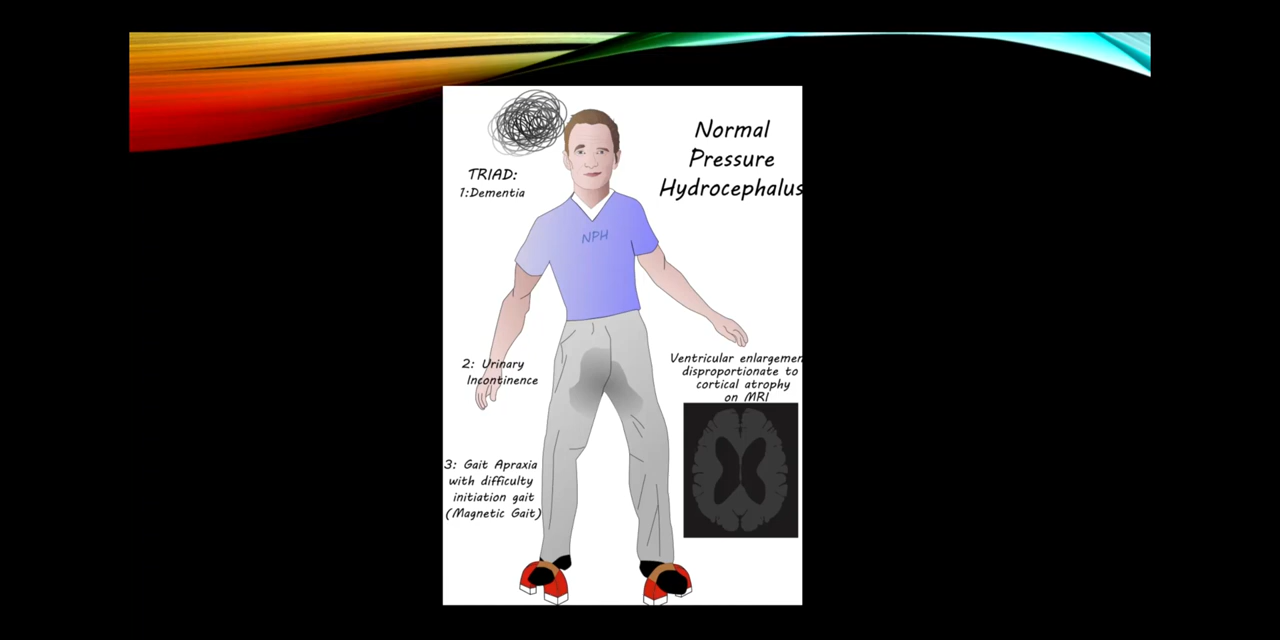 Normal
Pressure
Hydrocephalus
TRIAD:
1:Dementia
NPH
2: Urinary
Incontinence
Ventricular enlargemen
disproportionate to
cortical atrophy
on MRI
3: Gait Apraxia
with difficulty
initiation gait
(Magnetic Gait)